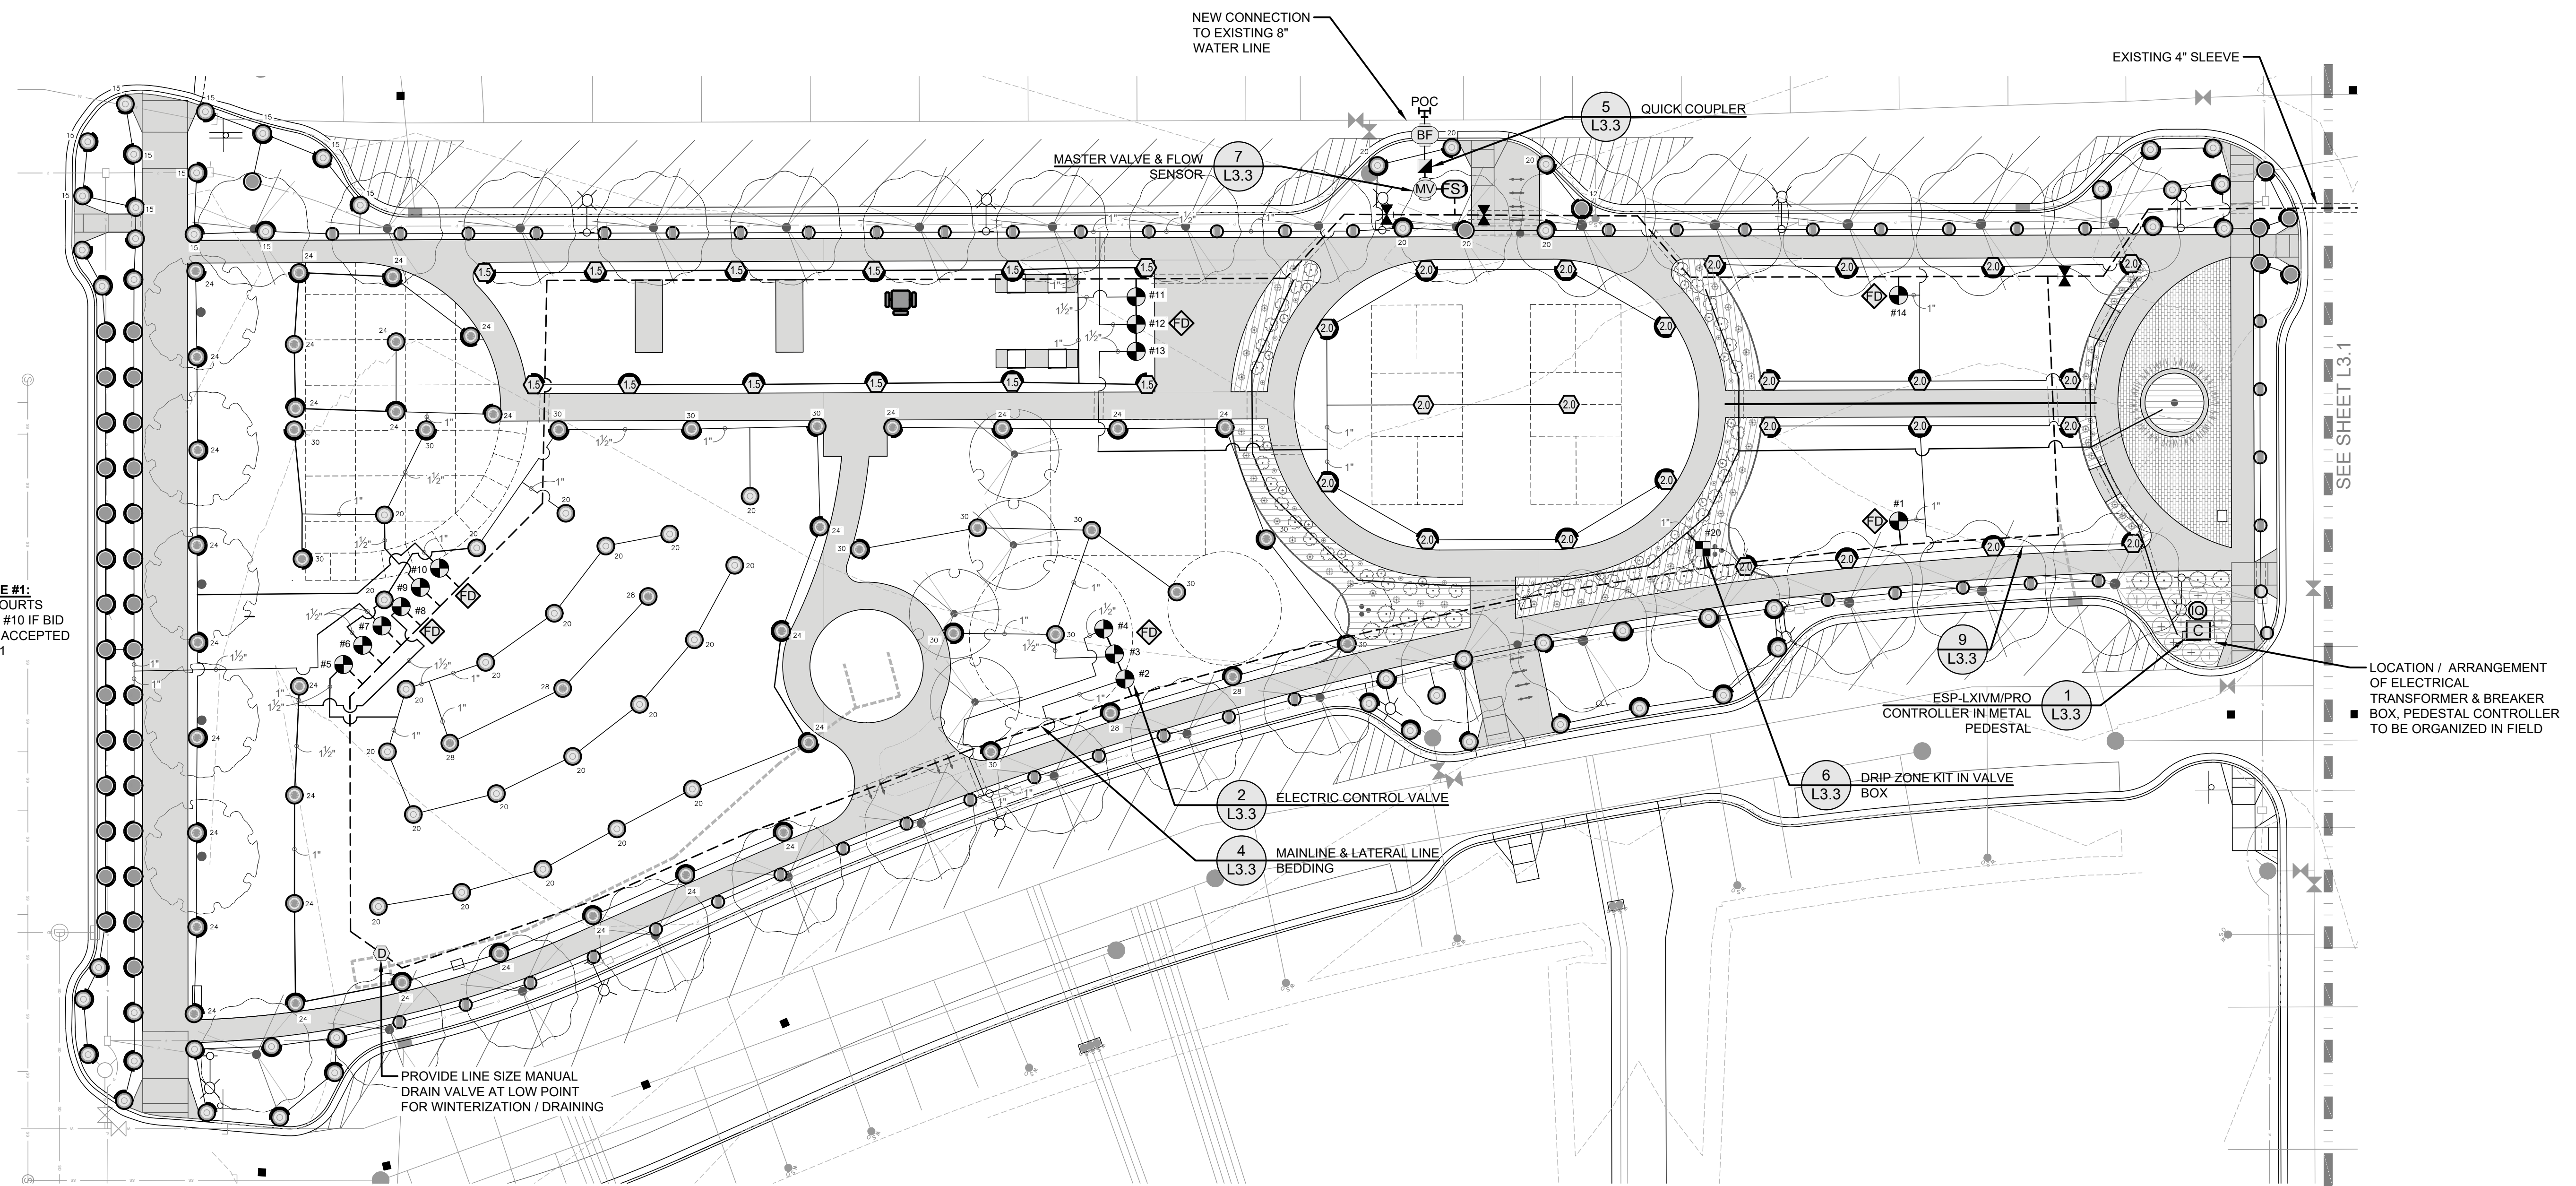 NEW CONNECTION
TO EXISTING 8"
WATER LINE
EXISTING 4" SLEEVE
POC
BF
5
L3.3
QUICK COUPLER
MASTER VALVE & FLOW
SENSOR
7
L3.3
MV
FS1
#11
#12
#13
FD
FD
#14
SEE SHEET L3.1
#1
FD
#20
#10
#9
#8
#7
#6
#5
FD
FD
#4
#3
#2
FD
E #1:
OURTS
#10 IF BID
ACCEPTED
1
IQ
C
9
L3.3
LOCATION / ARRANGEMENT
OF ELECTRICAL
TRANSFORMER & BREAKER
BOX, PEDESTAL CONTROLLER
TO BE ORGANIZED IN FIELD
ESP-LXIVM/PRO
CONTROLLER IN METAL
PEDESTAL
1
L3.3
6
L3.3
DRIP ZONE KIT IN VALVE
BOX
2
L3.3
ELECTRIC CONTROL VALVE
4
L3.3
MAINLINE & LATERAL LINE
BEDDING
D
PROVIDE LINE SIZE MANUAL
DRAIN VALVE AT LOW POINT
FOR WINTERIZATION / DRAINING